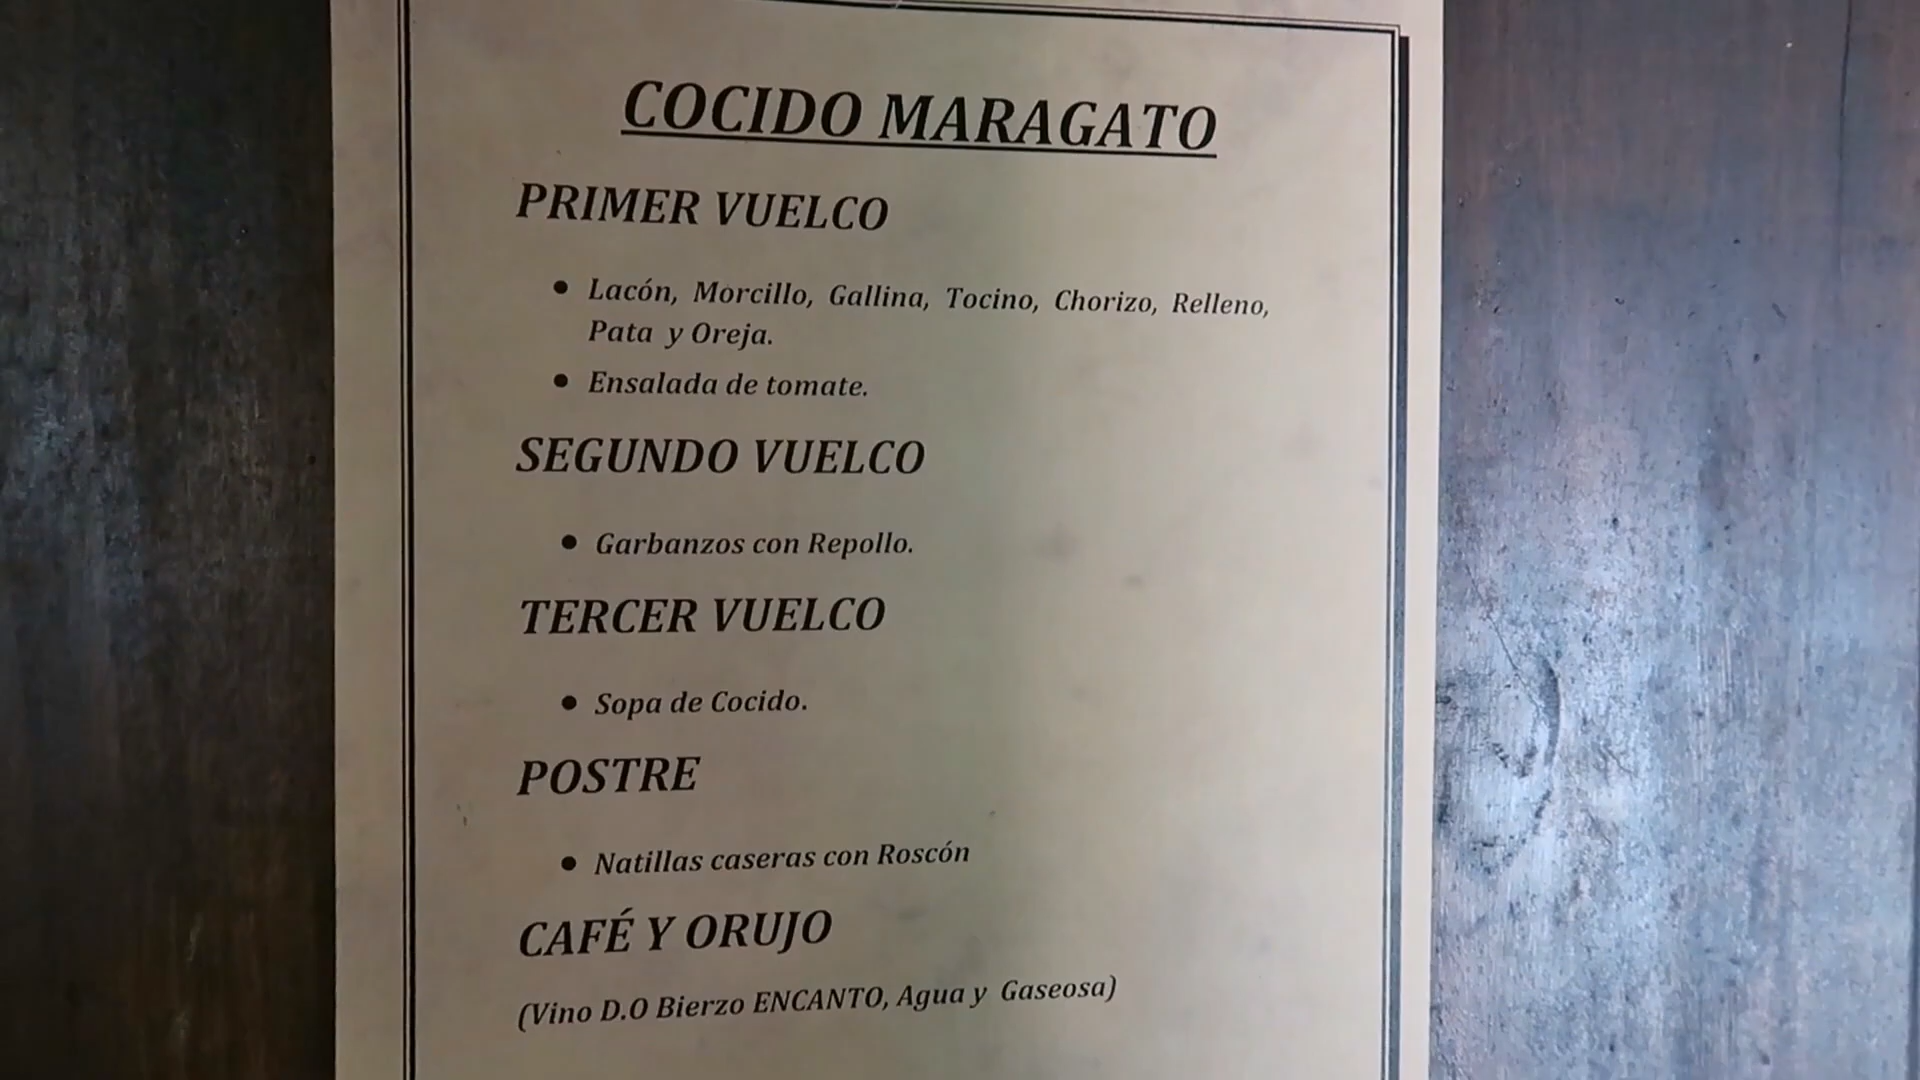 COCIDO MARAGATO
PRIMER VUELCO
• Lacón, Morcillo, Gallina, Tocino, Chorizo, Relleno,
Pata y Oreja.
• Ensalada de tomate.
SEGUNDO VUELCO
• Garbanzos con Repollo.
TERCER VUELCO
• Sopa de Cocido.
POSTRE
• Natillas caseras con Roscón
CAFÉ Y ORUJO
(Vino D.O Bierzo ENCANTO, Agua y Gaseosa)